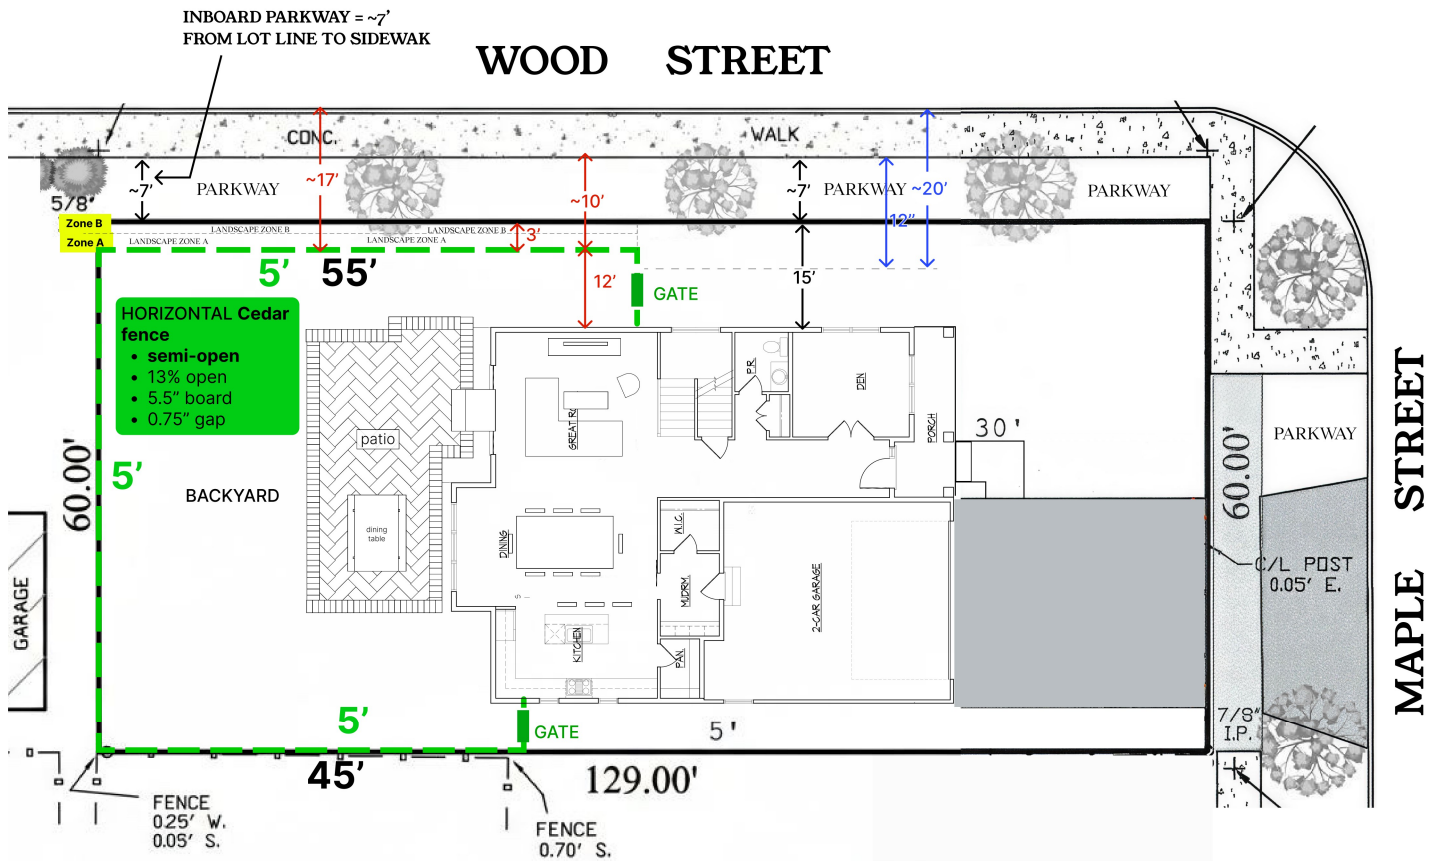 INBOARD PARKWAY = ~7'
FROM LOT LINE TO SIDEWAK
WOOD STREET
CONC.
WALK
~17'
~7'
PARKWAY
~10'
~7'
PARKWAY
~20'
12"
PARKWAY
5/8"
Zone B
Zone A
LANDSCAPE ZONE B
LANDSCAPE ZONE B
LANDSCAPE ZONE A
LANDSCAPE ZONE A
3'
5'
55'
12'
15'
GATE
HORIZONTAL Cedar
fence
• semi-open
• 13% open
• 5.5" board
• 0.75" gap
patio
dining
table
BACKYARD
5'
60.00'
GARAGE
P.R.
DEN
PORCH
30'
DINING
W.I.C.
MUDRM.
2-CAR GARAGE
KITCHEN
PAN.
60.00'
PARKWAY
MAPLE STREET
C/L POST
0.05' E.
7/8"
I.P.
5'
GATE
5'
45'
129.00'
FENCE
0.25' W.
0.05' S.
FENCE
0.70' S.